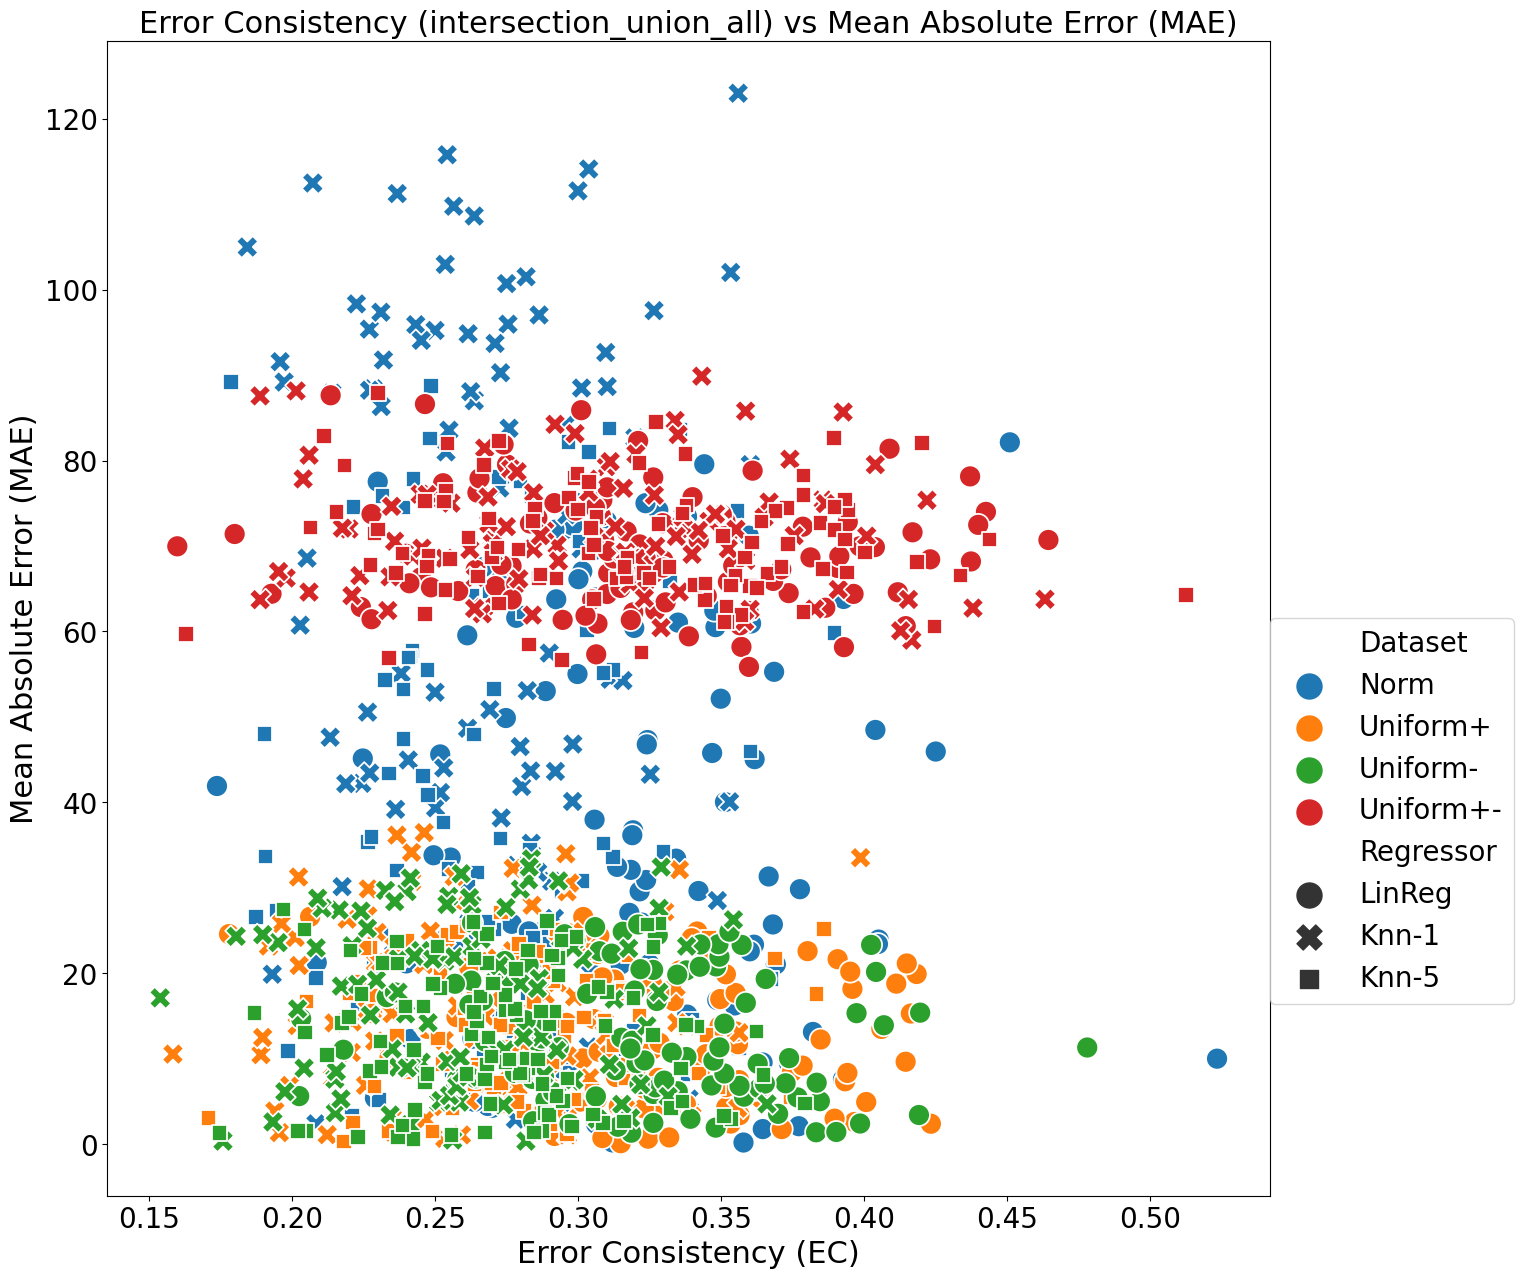 Error Consistency (intersection_union_all) vs Mean Absolute Error (MAE)
120
100
80
60
40
20
0
Mean Absolute Error (MAE)
0.15 0.20 0.25 0.30 0.35 0.40 0.45 0.50
Error Consistency (EC)
Dataset
Norm
Uniform+
Uniform-
Uniform+-
Regressor
LinReg
Knn-1
Knn-5